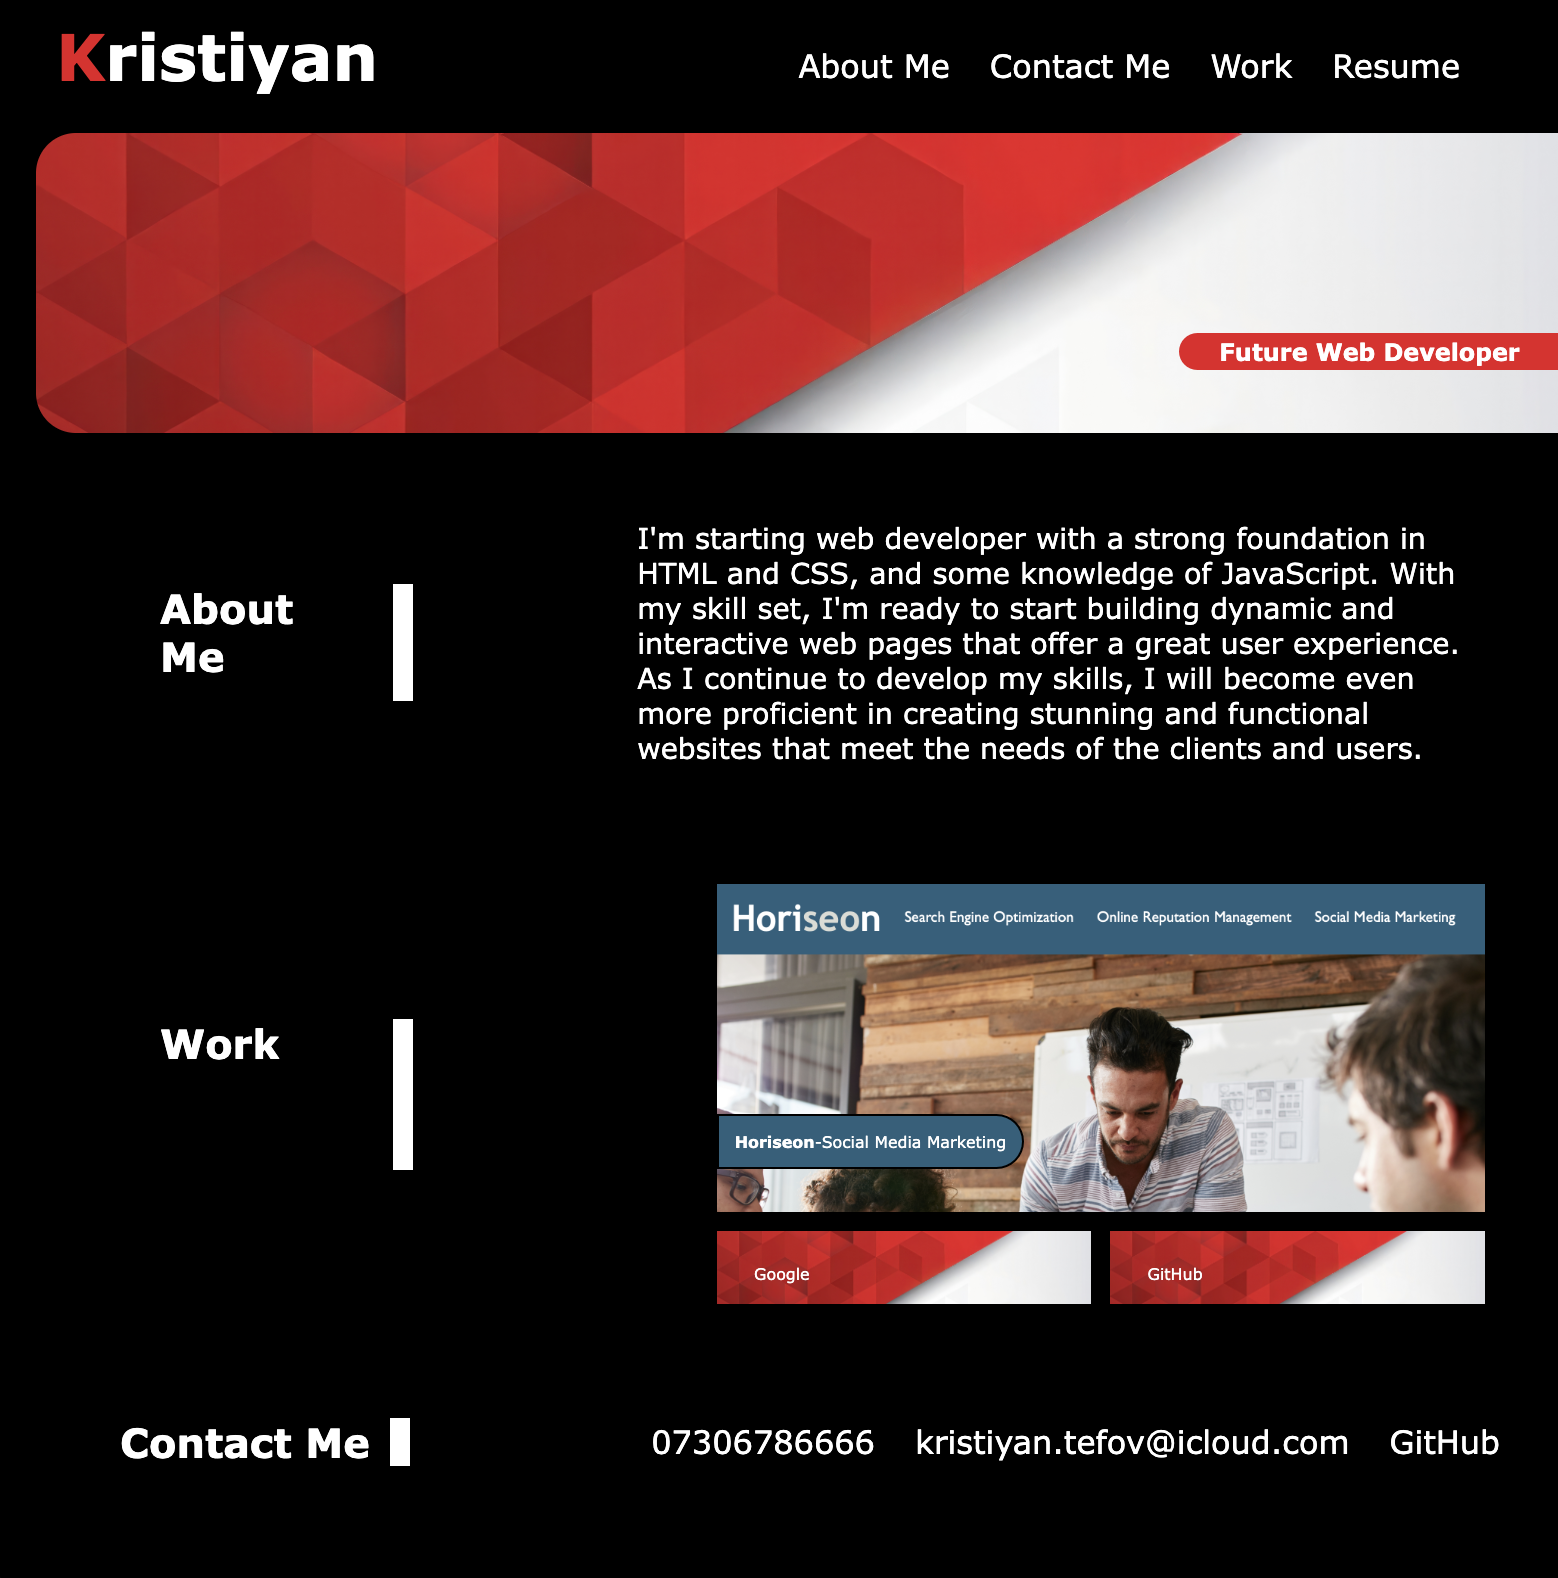 Kristiyan
About Me Contact Me Work Resume
Future Web Developer
About
Me
I'm starting web developer with a strong foundation in
HTML and CSS, and some knowledge of JavaScript. With
my skill set, I'm ready to start building dynamic and
interactive web pages that offer a great user experience.
As I continue to develop my skills, I will become even
more proficient in creating stunning and functional
websites that meet the needs of the clients and users.
Work
Horiseon Search Engine Optimization Online Reputation Management Social Media Marketing
Horiseon-Social Media Marketing
Google
GitHub
Contact Me
07306786666 kristiyan.tefov@icloud.com GitHub